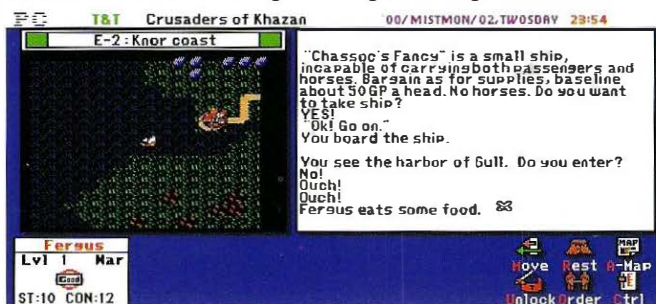 T&T Crusaders of Khazan 00/MISTMON/02,TWOSDAY 23:54
E-2:Knor coast
"Chassoc's Fancy" is a small ship,
incapable of carrying both passengers and
horses. Bargain as for supplies, baseline
about 50GP a head. No horses. Do you want
to take ship?
YES!
"Ok! Go on."
You board the ship.
You see the harbor of Gull. Do you enter?
No!
Ouch!
Ouch!
Fergus eats some food.
Fergus
Lvl 1 War
Good
ST:10 CON:12
MAP
Move Rest A-Map
Unlock Order Ctrl